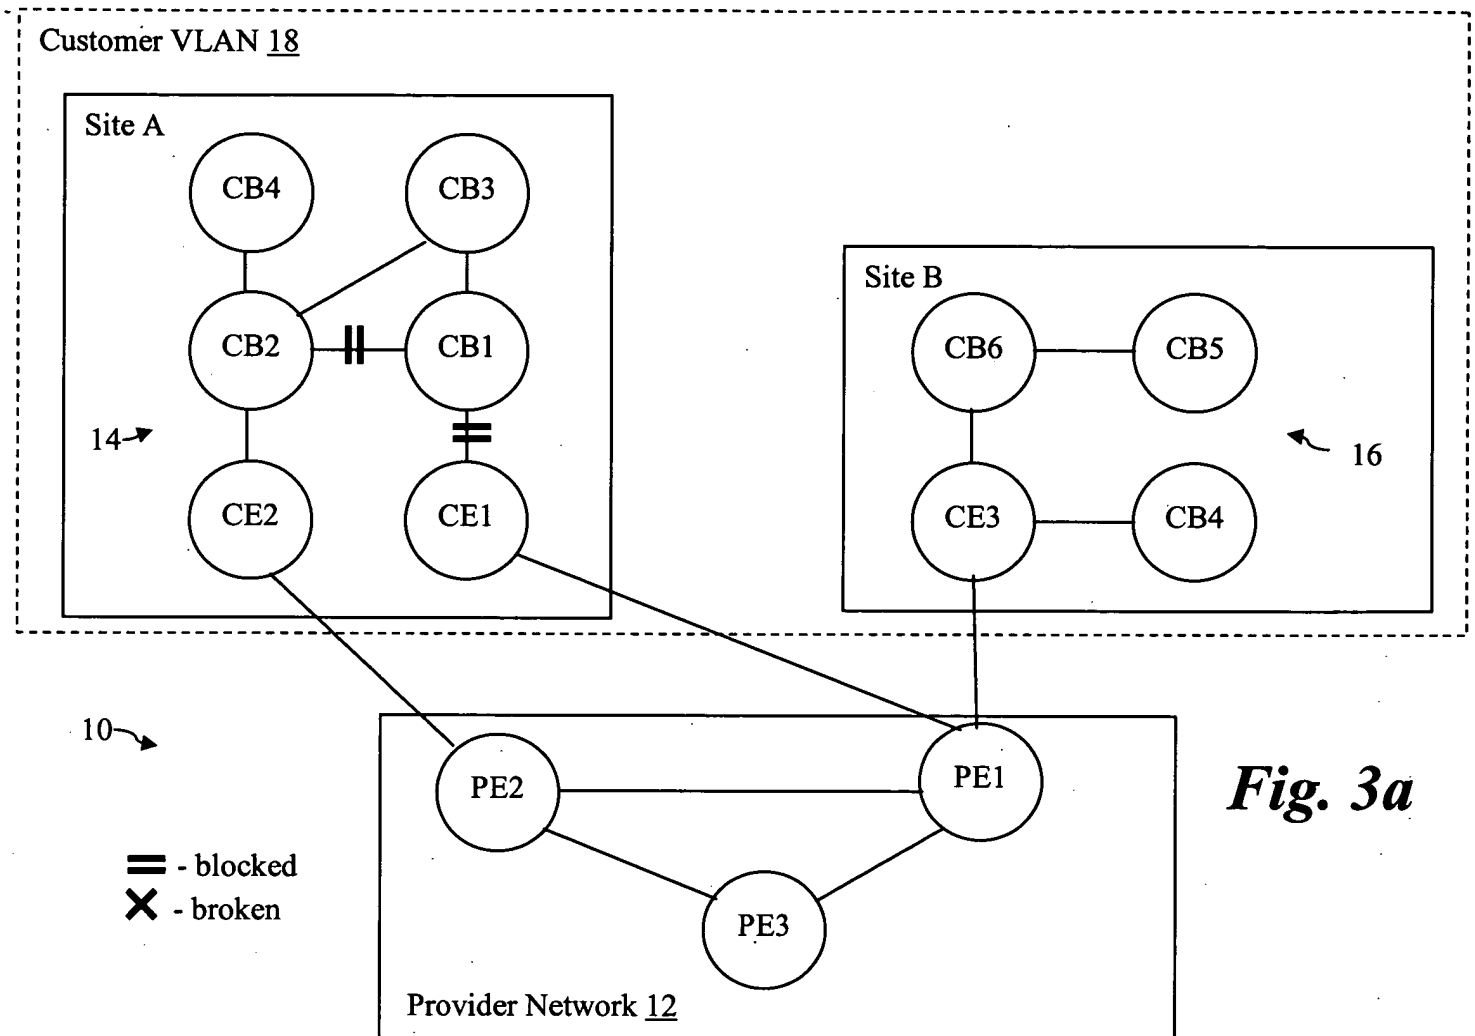 Customer VLAN 18
Site A
CB4
CB3
CB2
CB1
14
CE2
CE1
Site B
CB6
CB5
16
CE3
CB4
10
PE2
PE1
PE3
Fig. 3a
- blocked
- broken
Provider Network 12